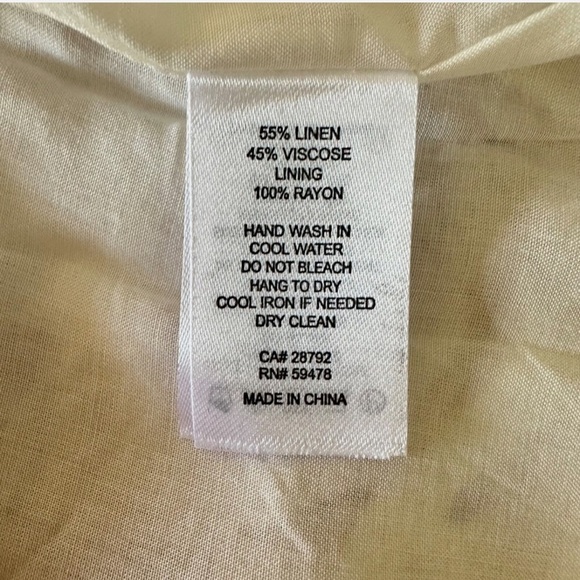 55% LINEN
45% VISCOSE
LINING
100% RAYON
HAND WASH IN
COOL WATER
DO NOT BLEACH
HANG TO DRY
COOL IRON IF NEEDED
DRY CLEAN
CA# 28792
RN# 59478
MADE IN CHINA